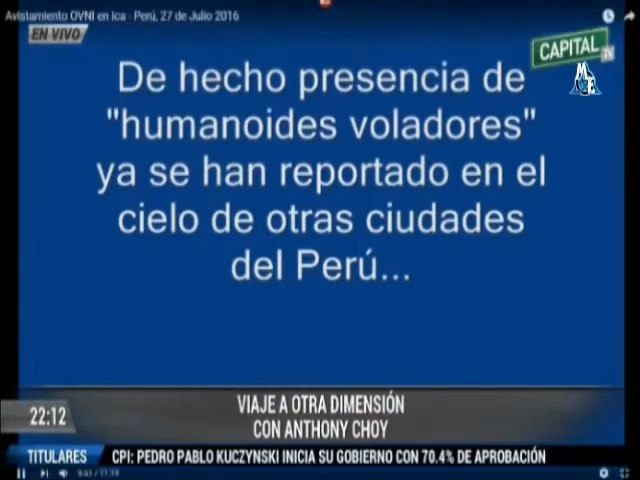 Avistamiento OVNI en Ica - Perú, 27 de Julio 2016
EN VIVO
CAPITAL
TV
De hecho presencia de
"humanoides voladores"
ya se han reportado en el
cielo de otras ciudades
del Perú...
22:12
VIAJE A OTRA DIMENSIÓN
CON ANTHONY CHOY
TITULARES
CPI: PEDRO PABLO KUCZYNSKI INICIA SU GOBIERNO CON 70.4% DE APROBACIÓN